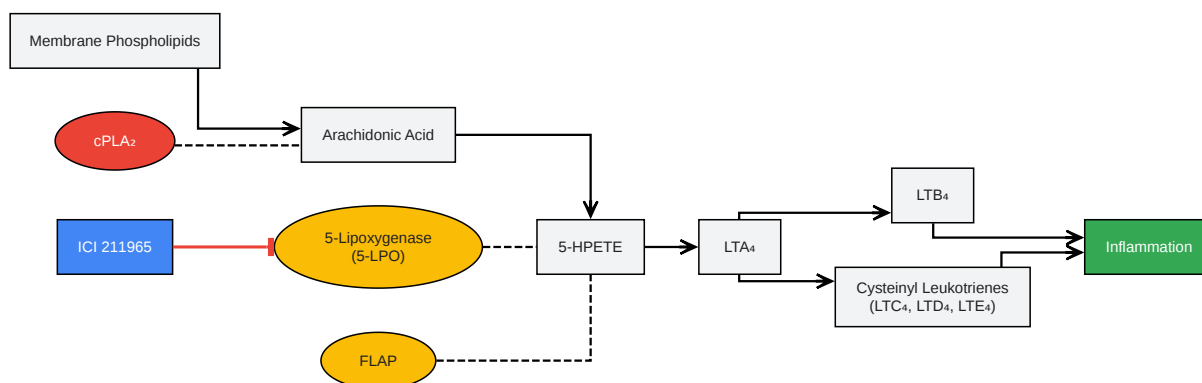 Membrane Phospholipids
cPLA₂
Arachidonic Acid
ICI 211965
5-Lipoxygenase
(5-LPO)
5-HPETE
LTA₄
LTB₄
Cysteinyl Leukotrienes
(LTC₄, LTD₄, LTE₄)
Inflammation
FLAP